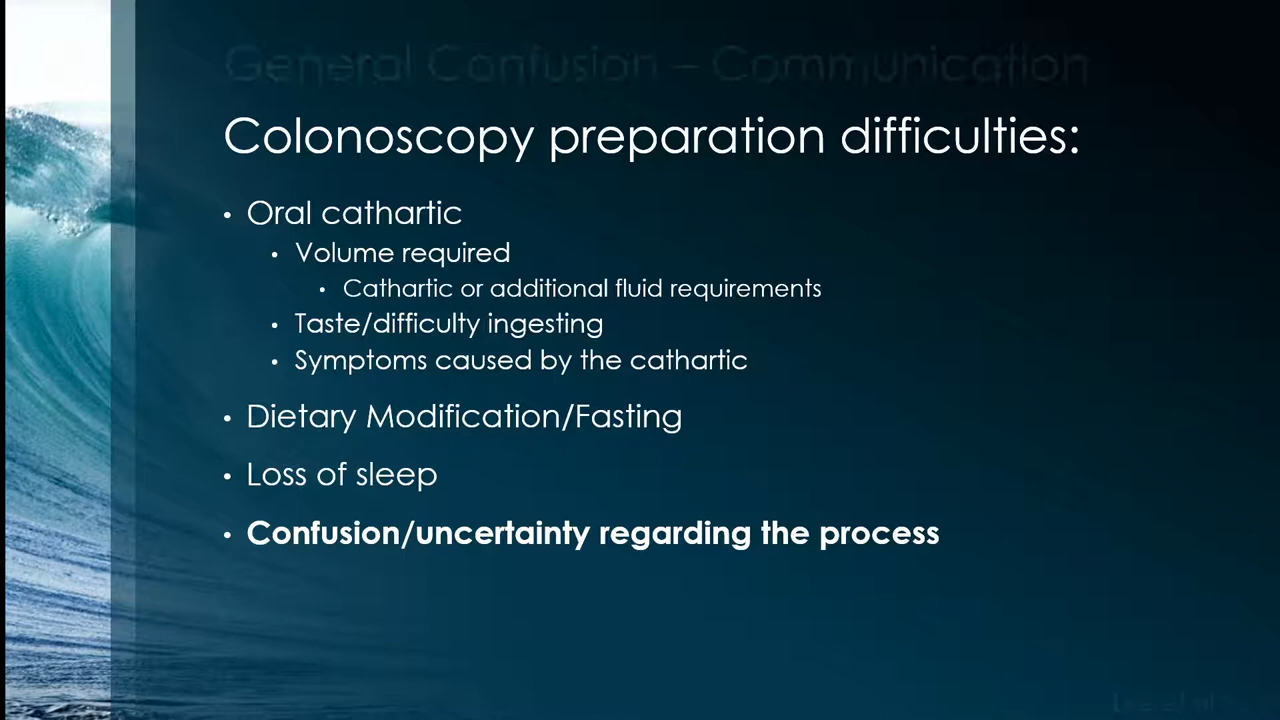 General Confusion – Communication
Colonoscopy preparation difficulties:
• Oral cathartic
• Volume required
• Cathartic or additional fluid requirements
• Taste/difficulty ingesting
• Symptoms caused by the cathartic
• Dietary Modification/Fasting
• Loss of sleep
• Confusion/uncertainty regarding the process